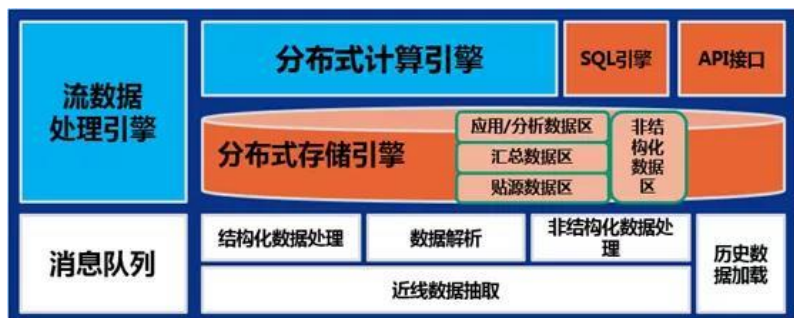 流数据
处理引擎
分布式计算引擎
SQL引擎
API接口
分布式存储引擎
应用/分析数据区
汇总数据区
贴源数据区
非结
构化
数据
区
消息队列
结构化数据处理
数据解析
非结构化数据处
理
历史数
据加载
近线数据抽取